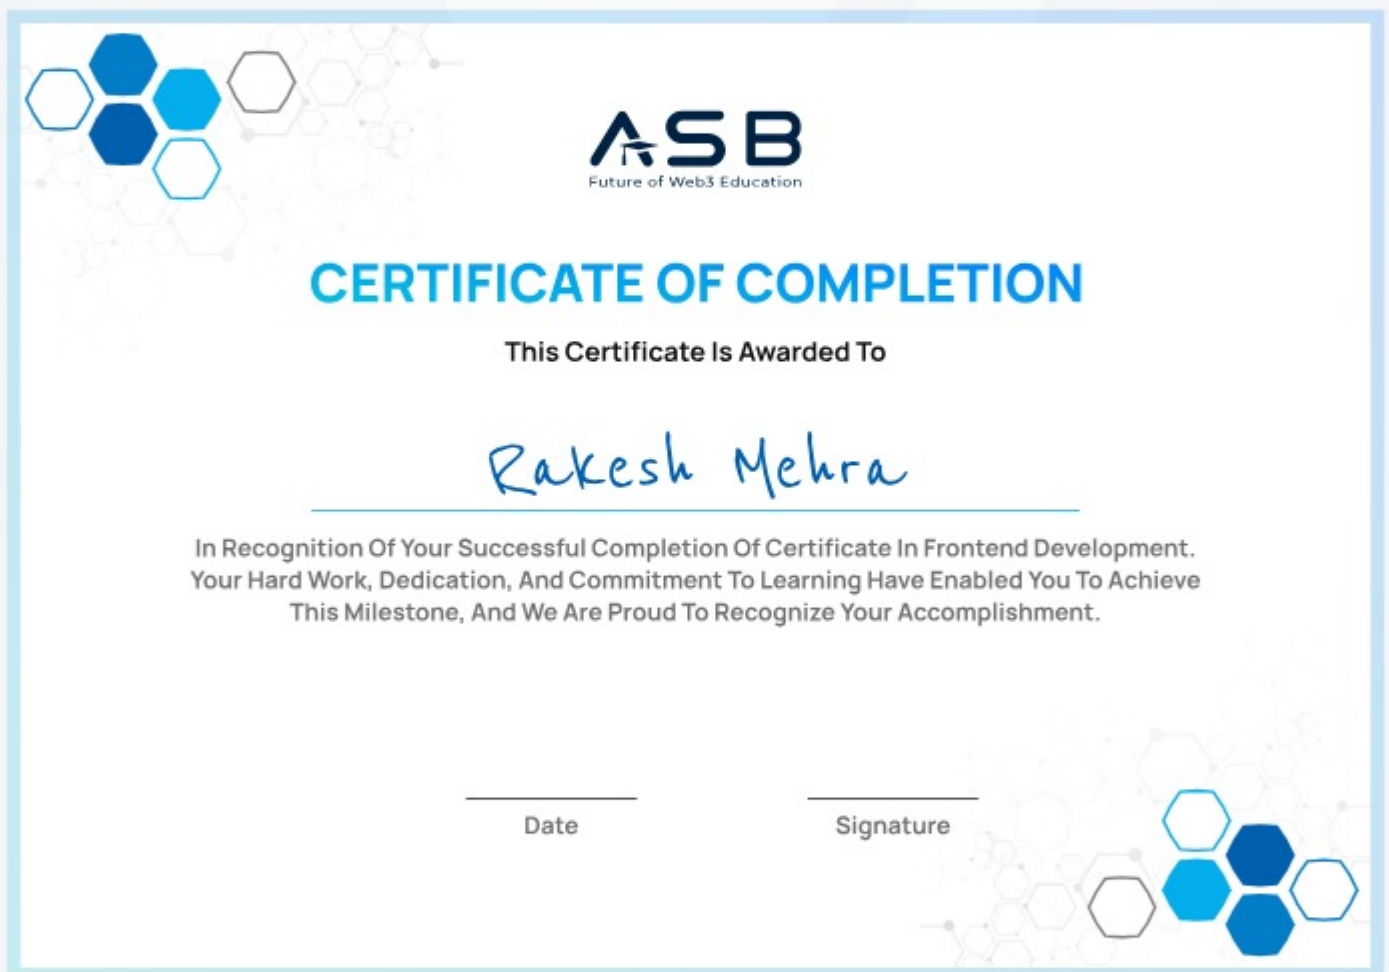 ASB
Future of Web3 Education
CERTIFICATE OF COMPLETION
This Certificate Is Awarded To
Rakesh Mehra
In Recognition Of Your Successful Completion Of Certificate In Frontend Development.
Your Hard Work, Dedication, And Commitment To Learning Have Enabled You To Achieve
This Milestone, And We Are Proud To Recognize Your Accomplishment.
Date Signature